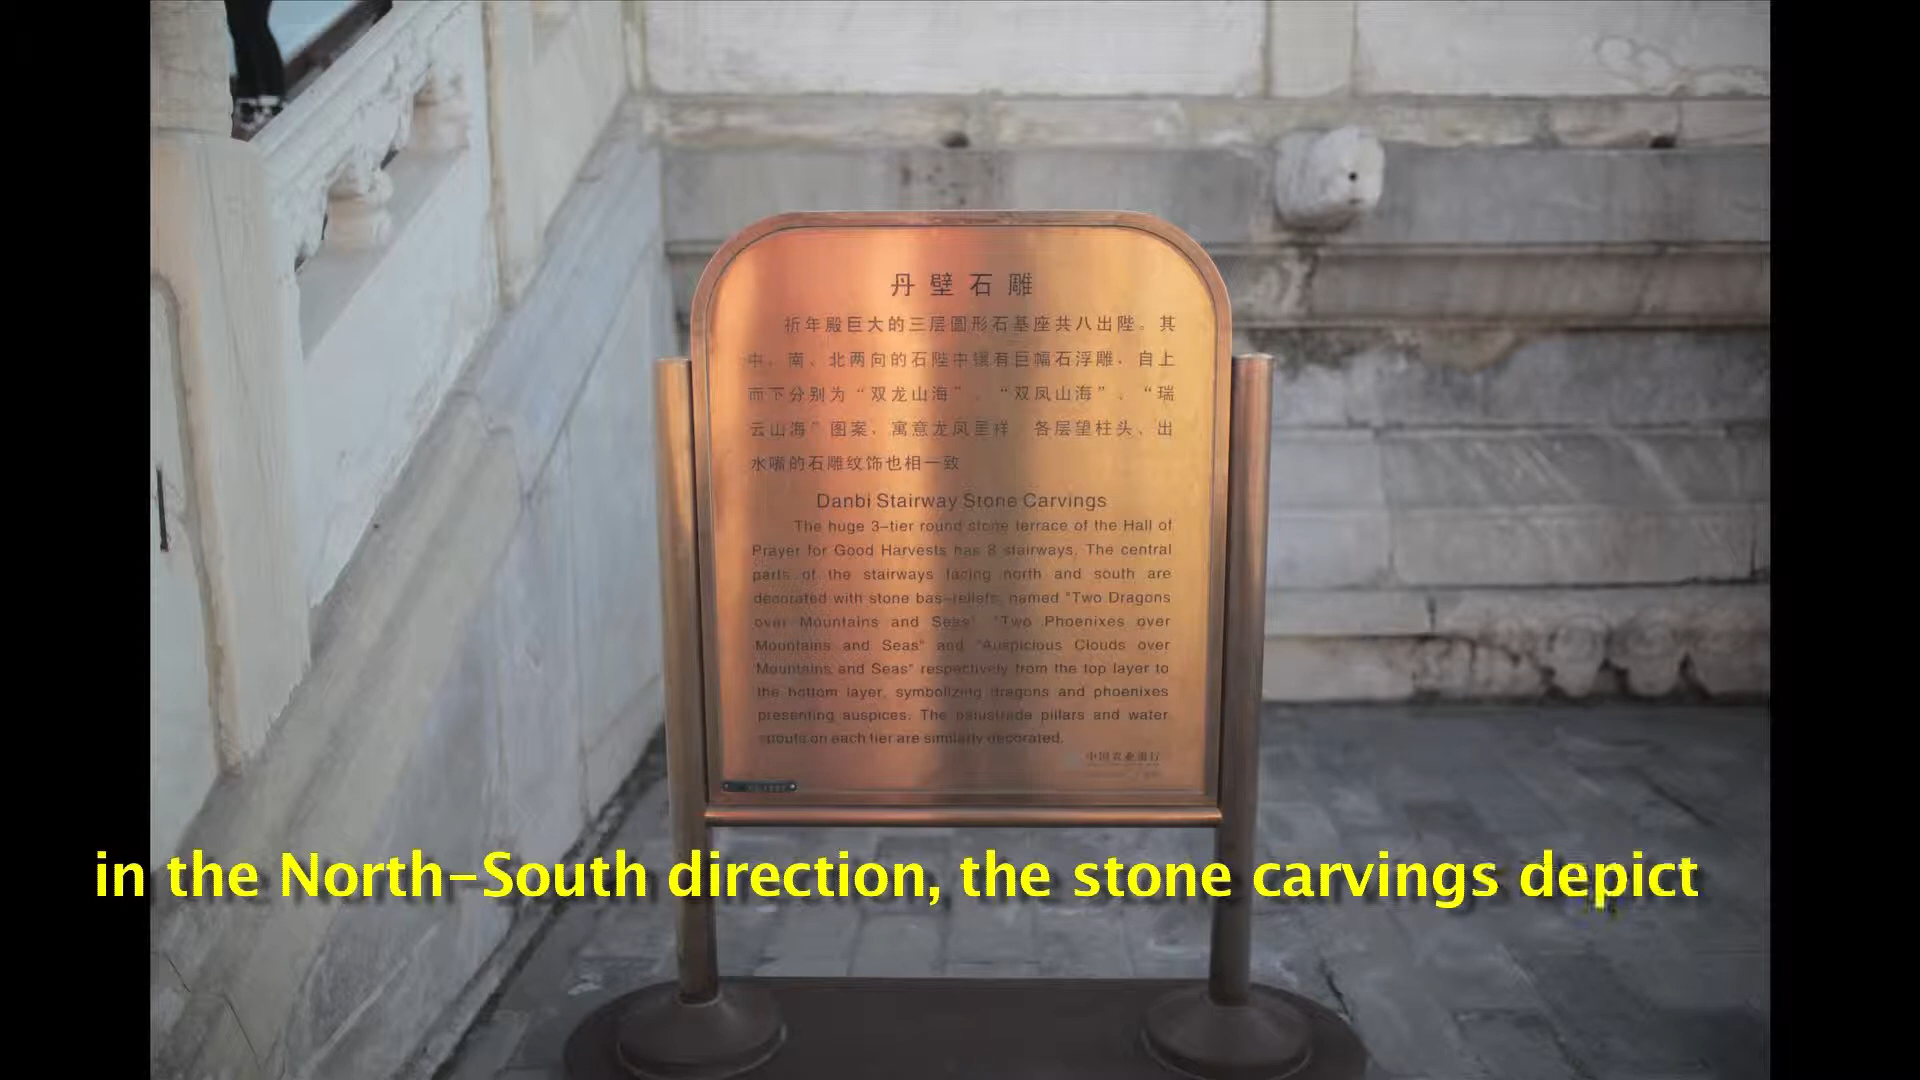 丹壁石雕
祈年殿巨大的三层圆形石基座共八出陛。其
中、南、北两向的石陛中镶有巨幅石浮雕，自上
而下分别为“双龙山海”、“双凤山海”、“瑞
云山海”图案，寓意龙凤呈祥 各层望柱头、出
水嘴的石雕纹饰也相一致
Danbi Stairway Stone Carvings
The huge 3-tier round stone terrace of the Hall of
Prayer for Good Harvests has 8 stairways. The central
parts of the stairways facing north and south are
decorated with stone bas-reliefs, named "Two Dragons
over Mountains and Seas" "Two Phoenixes over
Mountains and Seas" and "Auspicious Clouds over
Mountains and Seas" respectively from the top layer to
the bottom layer, symbolizing dragons and phoenixes
presenting auspices. The balustrade pillars and water
spouts on each tier are similarly decorated.
中国农业银行
in the North-South direction, the stone carvings depict